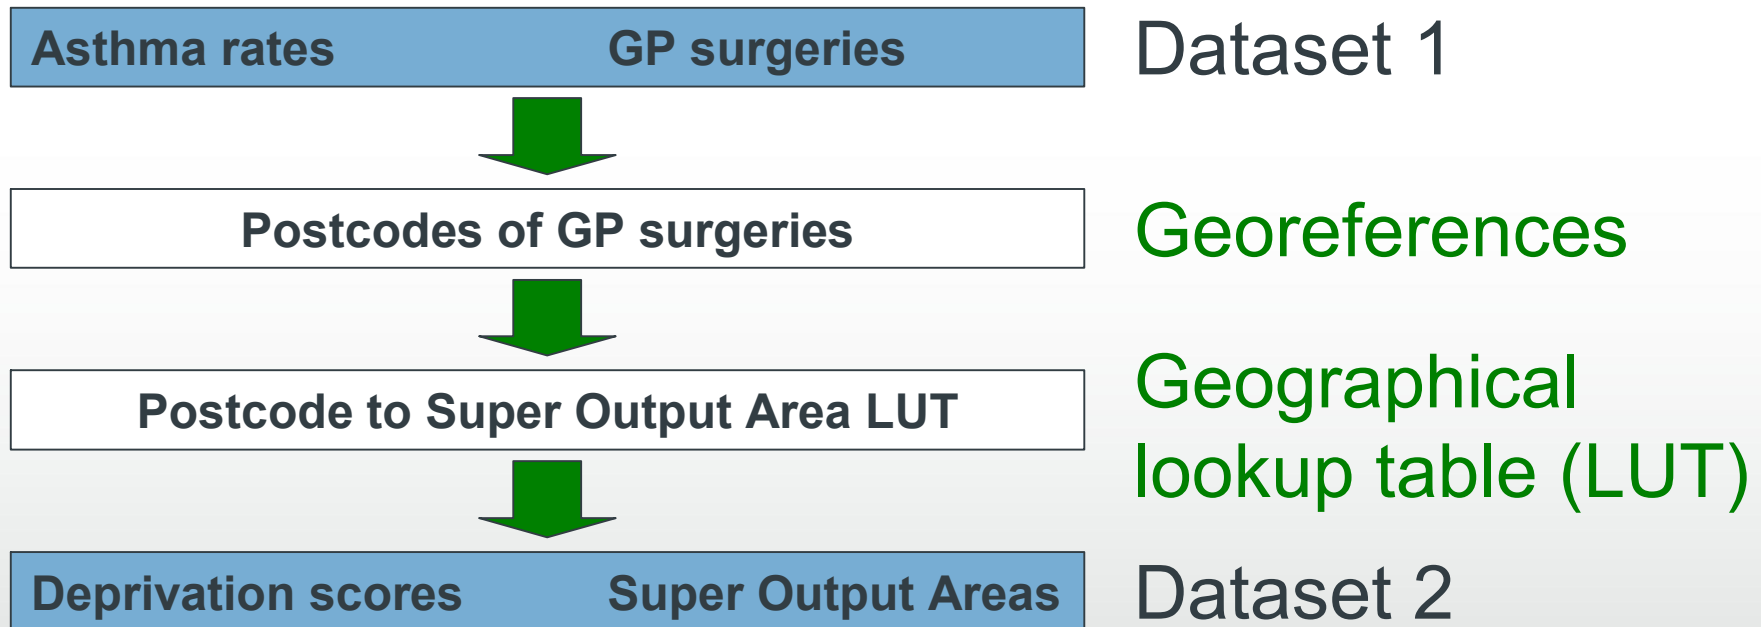 Asthma rates GP surgeries Dataset 1
Postcodes of GP surgeries Georeferences
Postcode to Super Output Area LUT Geographical
lookup table (LUT)
Deprivation scores Super Output Areas Dataset 2